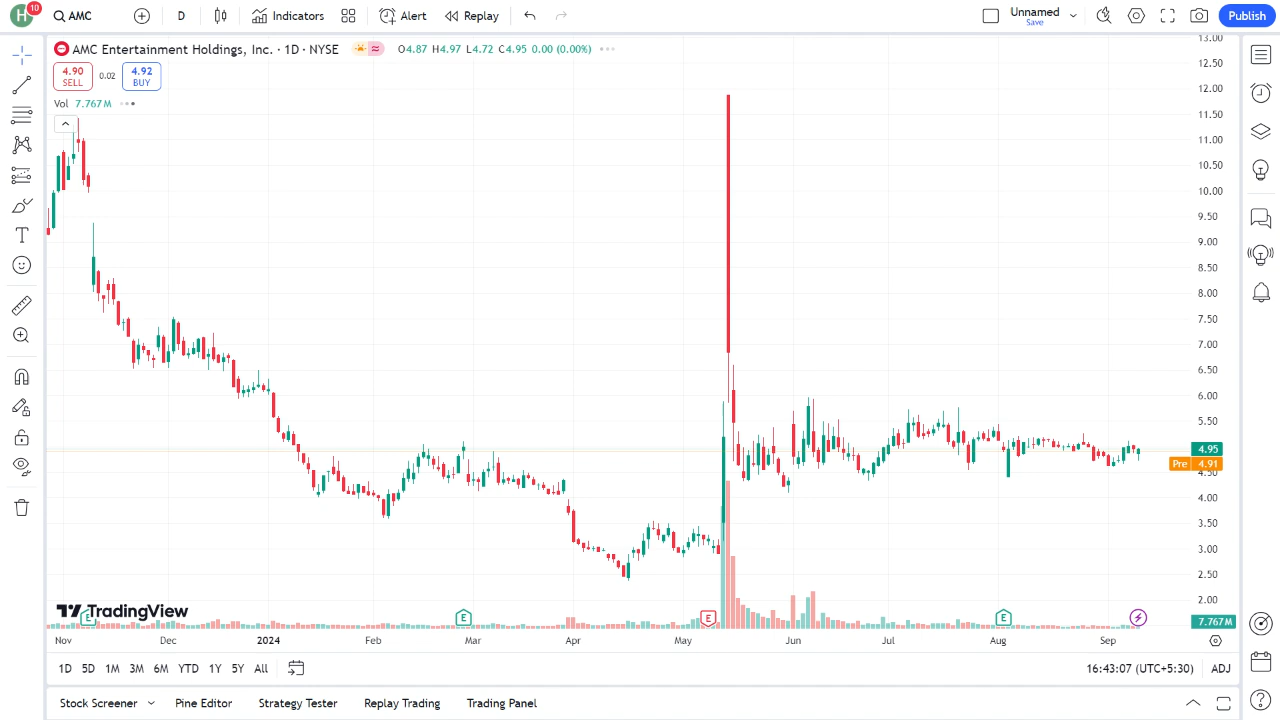 H 10 AMC D Indicators Alert Replay Unnamed Save Publish
AMC Entertainment Holdings, Inc. · 1D · NYSE O4.87 H4.97 L4.72 C4.95 0.00 (0.00%)
4.90 SELL 0.02 4.92 BUY
Vol 7.767M
13.00
12.50
12.00
11.50
11.00
10.50
10.00
9.50
9.00
8.50
8.00
7.50
7.00
6.50
6.00
5.50
4.95
Pre 4.91
4.50
4.00
3.50
3.00
2.50
2.00
7.767M
TradingView
E E E E
Nov Dec 2024 Feb Mar Apr May Jun Jul Aug Sep
1D 5D 1M 3M 6M YTD 1Y 5Y All 16:43:07 (UTC+5:30) ADJ
Stock Screener Pine Editor Strategy Tester Replay Trading Trading Panel